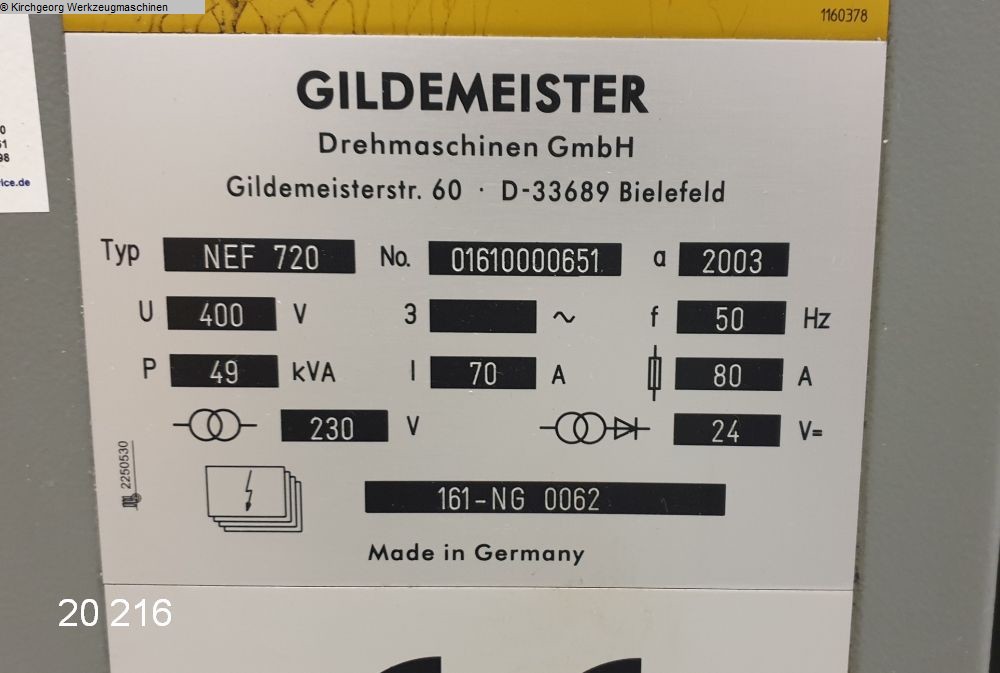 © Kirchgeorg Werkzeugmaschinen
1160378
GILDEMEISTER
Drehmaschinen GmbH
Gildemeisterstr. 60 · D-33689 Bielefeld
Typ NEF 720 No. 01610000651 a 2003
U 400 V 3 ~ f 50 Hz
P 49 kVA I 70 A 80 A
230 V 24 V=
2250530
161-NG 0062
Made in Germany
20 216